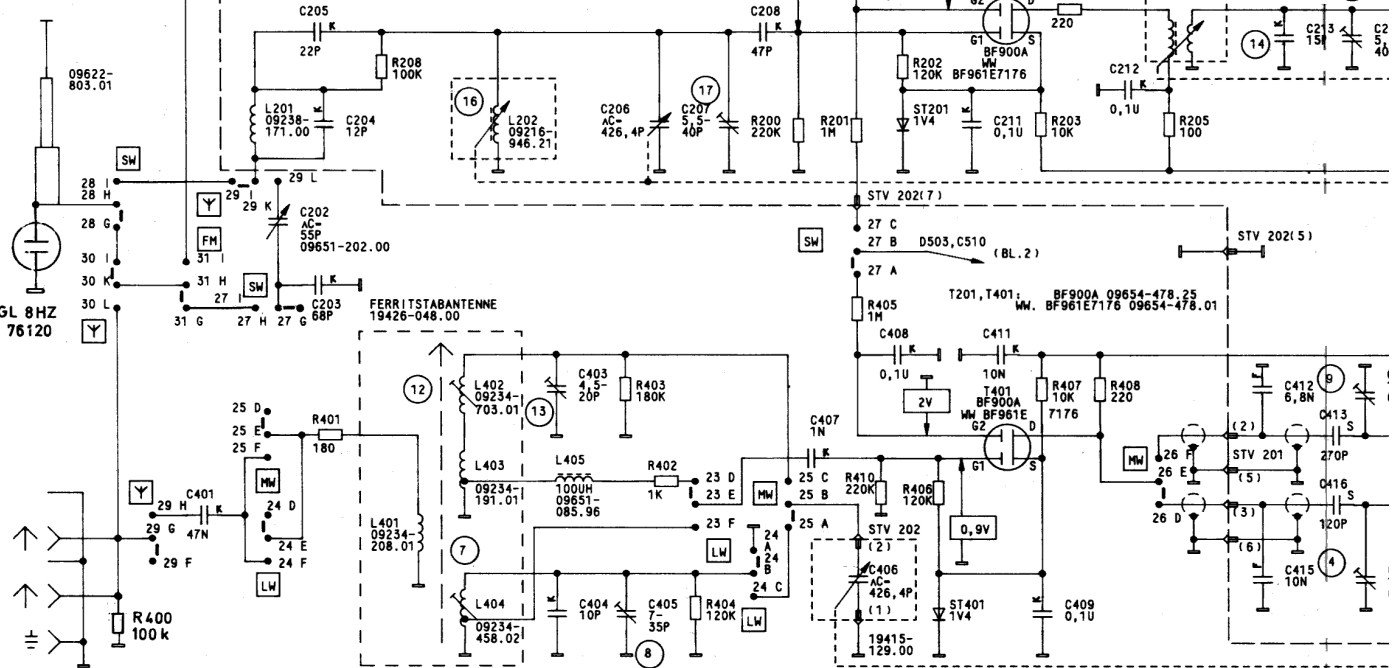 C205
K
22P
R208
100K
09622-
803.01
L201
09238-
171.00
K
C204
12P
16
L202
09216-
946.21
C206
ΛC=
426,4P
17
C207
5,5-
40P
C208
K
47P
R200
220K
R201
1M
G2
D
G1
S
BF900A
WW
BF961E7176
220
R202
120K
ST201
1V4
K
C211
0,1U
R203
10K
C212
K
0,1U
R205
100
14
K
C213
C2
5,
40
SW
28 I
28 H
28 G
30 I
30 K
30 L
GL 8HZ
76120
29 I
29 K
29 L
FM
31 I
31 H
31 G
C202
ΛC=
55P
09651-202.00
SW
27 I
27 H
27 G
K
C203
68P
STV 202(7)
SW
27 C
27 B
27 A
D503,C510
(BL.2)
STV 202(5)
T201,T401:
BF900A 09654-478.25
WW. BF961E7176 09654-478.01
R405
1M
FERRITSTABANTENNE
19426-048.00
12
L402
09234-
703.01
13
C403
4,5-
20P
R403
180K
C408
K
0,1U
C411
K
10N
2V
T401
BF900A
WW BF961E
7176
G2
D
G1
S
R407
10K
R408
220
9
F
C412
6,8N
C413
S
270P
25 D
25 E
25 F
R401
180
MW
L403
09234-
191.01
L405
100UH
09651-
085.96
R402
1K
23 D
23 E
23 F
C407
1N
K
MW
25 C
25 B
25 A
R410
220K
R406
120K
0,9V
MW
26 F
26 E
26 D
(2)
STV 201
(5)
(3)
(6)
C416
S
120P
F
C415
10N
4
29 H
29 G
29 F
C401
K
47N
24 D
24 E
24 F
LW
L401
09234-
208.01
7
L404
09234-
458.02
K
C404
10P
C405
7-
35P
8
R404
120K
LW
24
A
24
B
24 C
LW
STV 202
(2)
C406
ΛC=
426,4P
(1)
19415-
129.00
ST401
1V4
K
C409
0,1U
R400
100 k